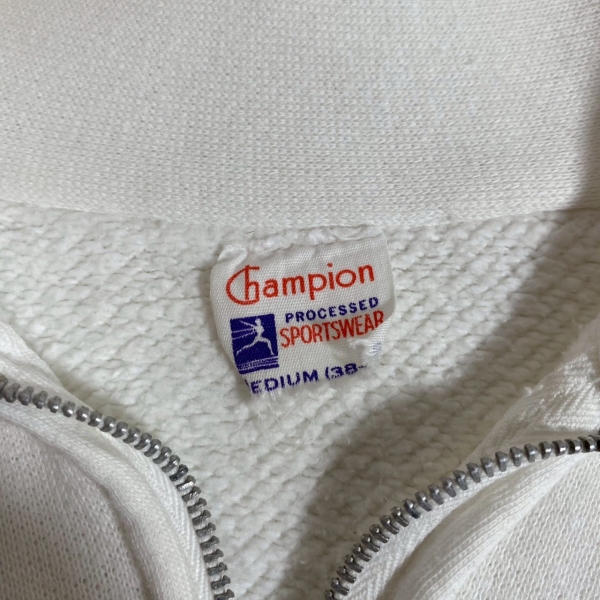 Champion
PROCESSED
SPORTSWEAR
EDIUM (38-